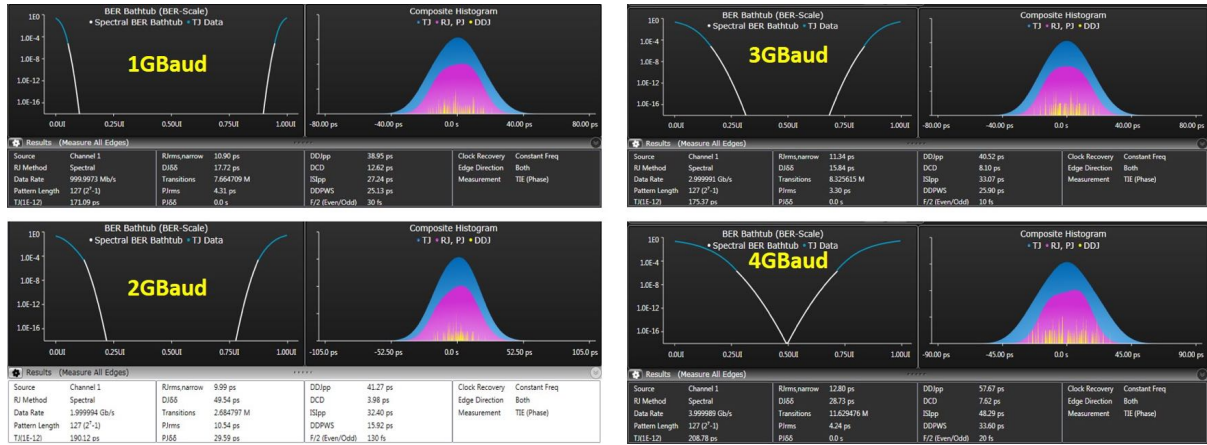 BER Bathtub (BER-Scale)
• Spectral BER Bathtub • TJ Data
1E0
1.0E-4
1.0E-8
1.0E-12
1.0E-16
1GBaud
0.0UI 0.25UI 0.50UI 0.75UI 1.00UI
Composite Histogram
• TJ • RJ, PJ • DDJ
-80.00 ps -40.00 ps 0.0 s 40.00 ps 80.00 ps
Results (Measure All Edges)
Source Channel 1 RJrms,narrow 10.90 ps DDJpp 38.95 ps Clock Recovery Constant Freq
RJ Method Spectral DJδδ 17.72 ps DCD 12.62 ps Edge Direction Both
Data Rate 999.9973 Mb/s Transitions 7.664709 M ISIpp 27.24 ps Measurement TIE (Phase)
Pattern Length 127 (2⁷-1) PJrms 4.31 ps DDPWS 25.13 ps
TJ(1E-12) 171.09 ps PJδδ 0.0 s F/2 (Even/Odd) 30 fs
BER Bathtub (BER-Scale)
• Spectral BER Bathtub • TJ Data
1E0
1.0E-4
1.0E-8
1.0E-12
1.0E-16
3GBaud
0.0UI 0.25UI 0.50UI 0.75UI 1.00UI
Composite Histogram
• TJ • RJ, PJ • DDJ
-80.00 ps -40.00 ps 0.0 s 40.00 ps 80.00 ps
Results (Measure All Edges)
Source Channel 1 RJrms,narrow 11.34 ps DDJpp 40.52 ps Clock Recovery Constant Freq
RJ Method Spectral DJδδ 15.84 ps DCD 8.10 ps Edge Direction Both
Data Rate 2.999991 Gb/s Transitions 8.325615 M ISIpp 33.07 ps Measurement TIE (Phase)
Pattern Length 127 (2⁷-1) PJrms 3.30 ps DDPWS 25.90 ps
TJ(1E-12) 175.37 ps PJδδ 0.0 s F/2 (Even/Odd) 10 fs
BER Bathtub (BER-Scale)
• Spectral BER Bathtub • TJ Data
1E0
1.0E-4
1.0E-8
1.0E-12
1.0E-16
2GBaud
0.0UI 0.25UI 0.50UI 0.75UI 1.00UI
Composite Histogram
• TJ • RJ, PJ • DDJ
-105.0 ps -52.50 ps 0.0 s 52.50 ps 105.0 ps
Results (Measure All Edges)
Source Channel 1 RJrms,narrow 9.99 ps DDJpp 41.27 ps Clock Recovery Constant Freq
RJ Method Spectral DJδδ 49.54 ps DCD 3.98 ps Edge Direction Both
Data Rate 1.999994 Gb/s Transitions 2.684797 M ISIpp 32.40 ps Measurement TIE (Phase)
Pattern Length 127 (2⁷-1) PJrms 10.54 ps DDPWS 15.92 ps
TJ(1E-12) 190.12 ps PJδδ 29.59 ps F/2 (Even/Odd) 130 fs
BER Bathtub (BER-Scale)
• Spectral BER Bathtub • TJ Data
1E0
1.0E-4
1.0E-8
1.0E-12
1.0E-16
4GBaud
0.0UI 0.25UI 0.50UI 0.75UI 1.00UI
Composite Histogram
• TJ • RJ, PJ • DDJ
-90.00 ps -45.00 ps 0.0 s 45.00 ps 90.00 ps
Results (Measure All Edges)
Source Channel 1 RJrms,narrow 12.80 ps DDJpp 57.67 ps Clock Recovery Constant Freq
RJ Method Spectral DJδδ 28.73 ps DCD 7.62 ps Edge Direction Both
Data Rate 3.999989 Gb/s Transitions 11.629476 M ISIpp 48.29 ps Measurement TIE (Phase)
Pattern Length 127 (2⁷-1) PJrms 4.24 ps DDPWS 33.60 ps
TJ(1E-12) 208.78 ps PJδδ 0.0 s F/2 (Even/Odd) 20 fs